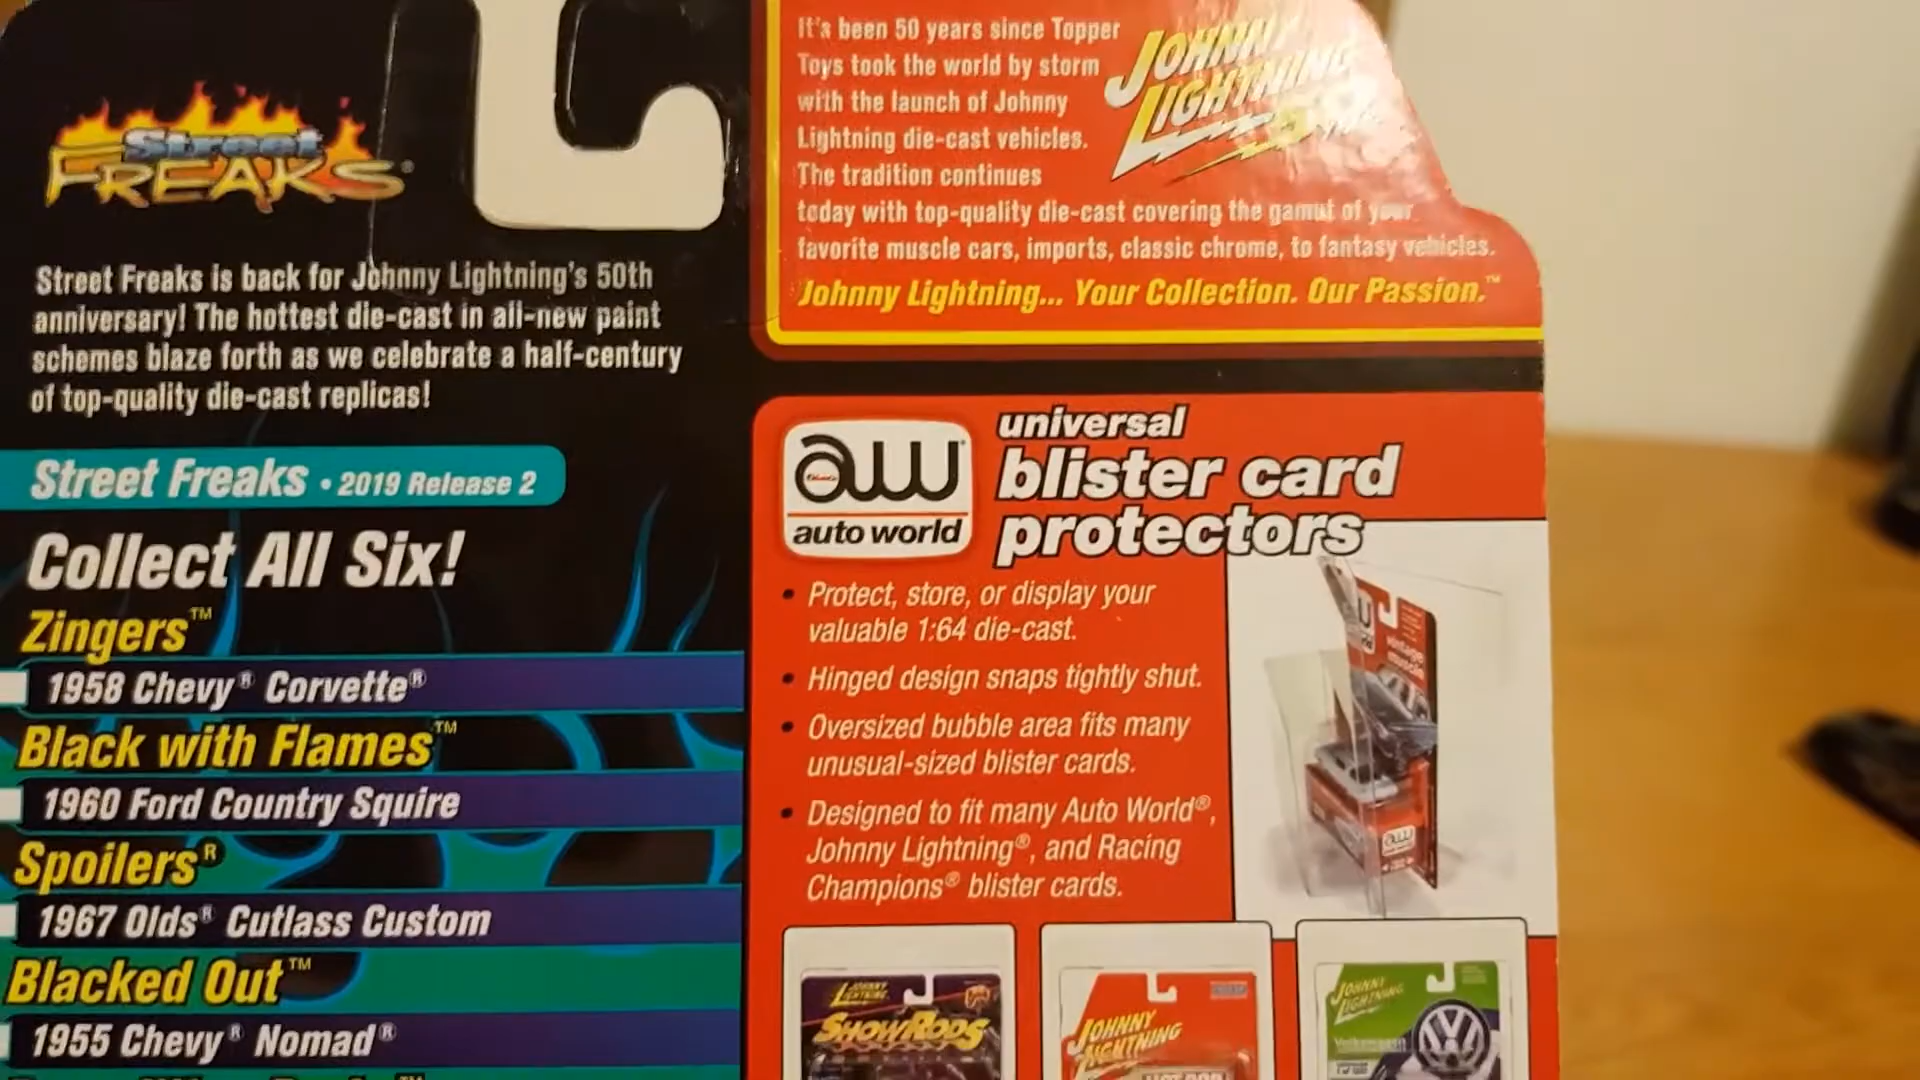 Street
FREAKS
Street Freaks is back for Johnny Lightning's 50th
anniversary! The hottest die-cast in all-new paint
schemes blaze forth as we celebrate a half-century
of top-quality die-cast replicas!
Street Freaks • 2019 Release 2
Collect All Six!
Zingers™
1958 Chevy® Corvette®
Black with Flames™
1960 Ford Country Squire
Spoilers®
1967 Olds® Cutlass Custom
Blacked Out™
1955 Chevy® Nomad®
It's been 50 years since Topper
Toys took the world by storm
with the launch of Johnny
Lightning die-cast vehicles.
The tradition continues
today with top-quality die-cast covering the gamut of your
favorite muscle cars, imports, classic chrome, to fantasy vehicles.
Johnny Lightning... Your Collection. Our Passion.™
JOHNNY
LIGHTNING
50
aw
auto world
universal
blister card
protectors
• Protect, store, or display your
valuable 1:64 die-cast.
• Hinged design snaps tightly shut.
• Oversized bubble area fits many
unusual-sized blister cards.
• Designed to fit many Auto World®,
Johnny Lightning®, and Racing
Champions® blister cards.
JOHNNY
LIGHTNING
SHOWRODS
JOHNNY
LIGHTNING
JOHNNY
LIGHTNING
Volkswagen